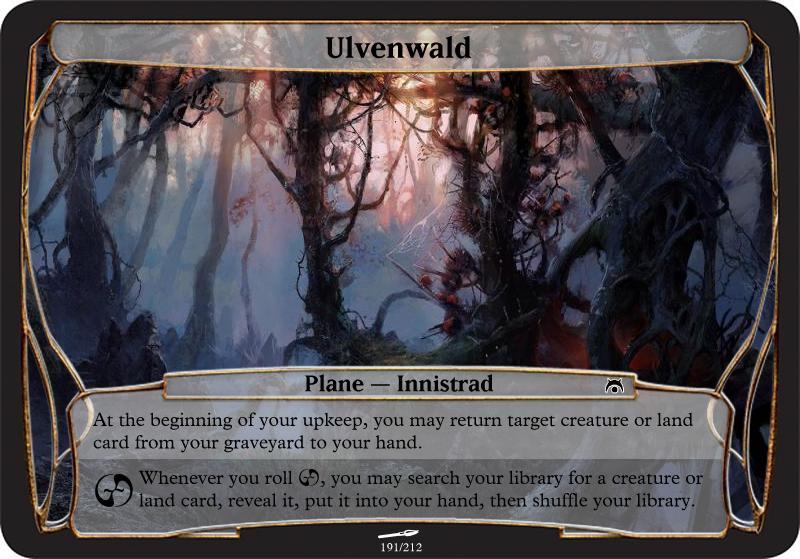 Ulvenwald
Plane — Innistrad
At the beginning of your upkeep, you may return target creature or land
card from your graveyard to your hand.
Whenever you roll , you may search your library for a creature or
land card, reveal it, put it into your hand, then shuffle your library.
191/212